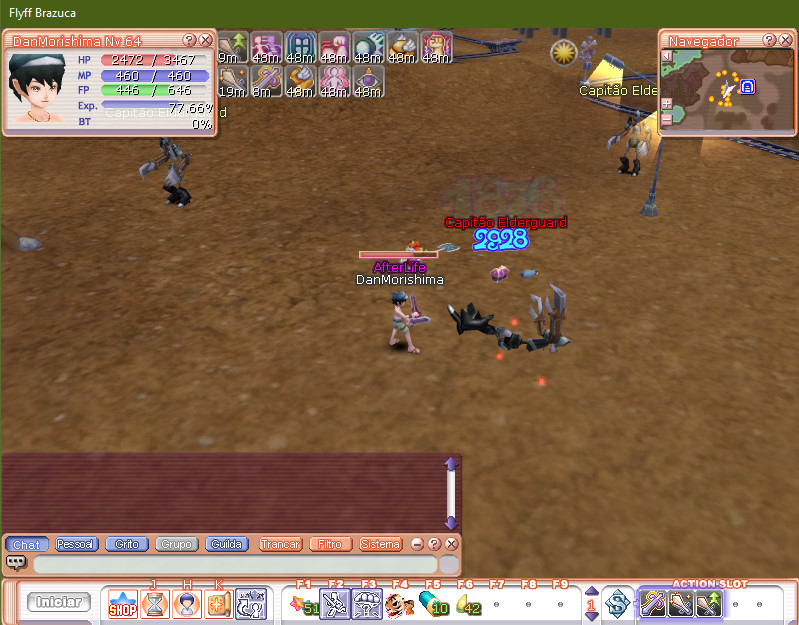 Flyff Brazuca
DanMorishima Nv 64
HP 2472 / 3467
MP 460 / 460
FP 446 / 646
Exp. 77.66%
BT 0%
9m 48m 48m 48m 48m 48m 48m
19m 8m 49m 48m 48m
Navegador
Capitão Elde
Capitão Elderguard
2928
AfterLife
DanMorishima
Chat Pessoal Grito Grupo Guilda Trancar Filtro Sistema
J H K
F1 F2 F3 F4 F5 F6 F7 F8 F9
ACTION SLOT
Iniciar
SHOP
51 10 42
1